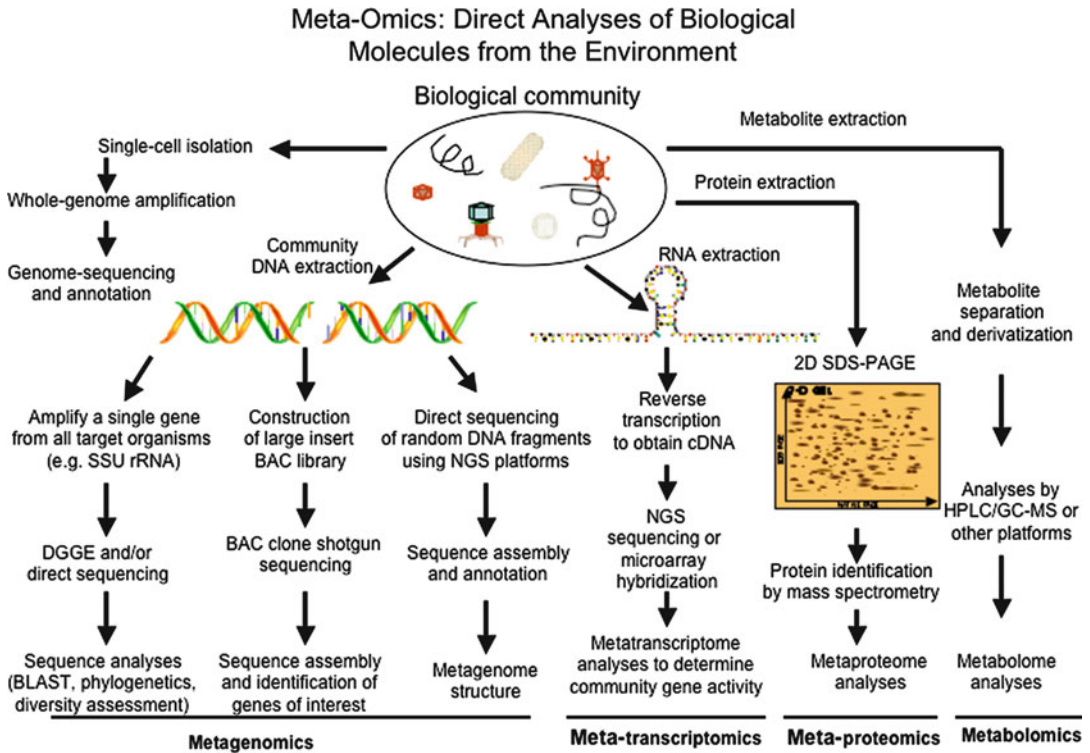 Meta-Omics: Direct Analyses of Biological
Molecules from the Environment
Biological community
Single-cell isolation
Whole-genome amplification
Genome-sequencing
and annotation
Community
DNA extraction
RNA extraction
Protein extraction
Metabolite extraction
Amplify a single gene
from all target organisms
(e.g. SSU rRNA)
DGGE and/or
direct sequencing
Sequence analyses
(BLAST, phylogenetics,
diversity assessment)
Construction
of large insert
BAC library
BAC clone shotgun
sequencing
Sequence assembly
and identification of
genes of interest
Direct sequencing
of random DNA fragments
using NGS platforms
Sequence assembly
and annotation
Metagenome
structure
Reverse
transcription
to obtain cDNA
NGS
sequencing or
microarray
hybridization
Metatranscriptome
analyses to determine
community gene activity
2D SDS-PAGE
2-D GEL
Protein identification
by mass spectrometry
Metaproteome
analyses
Metabolite
separation
and derivatization
Analyses by
HPLC/GC-MS or
other platforms
Metabolome
analyses
Metagenomics
Meta-transcriptomics
Meta-proteomics
Metabolomics